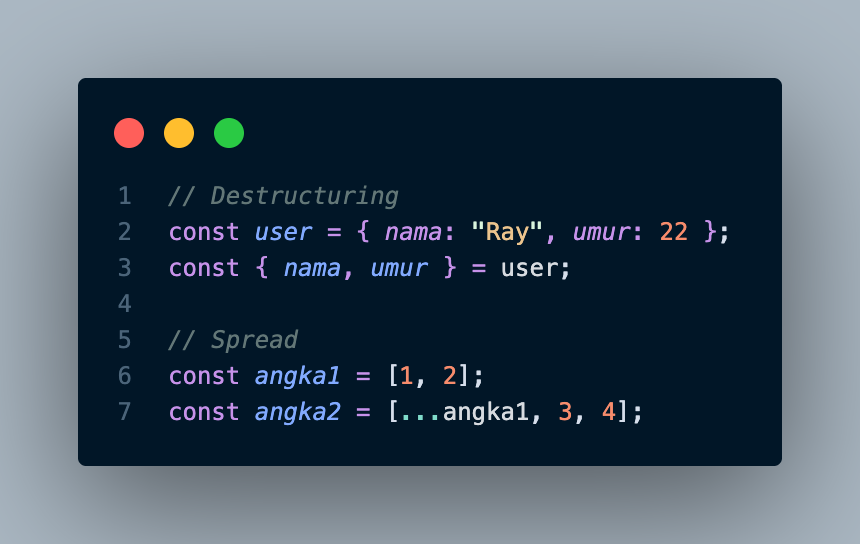 1 // Destructuring
2 const user = { nama: "Ray", umur: 22 };
3 const { nama, umur } = user;
4
5 // Spread
6 const angka1 = [1, 2];
7 const angka2 = [...angka1, 3, 4];